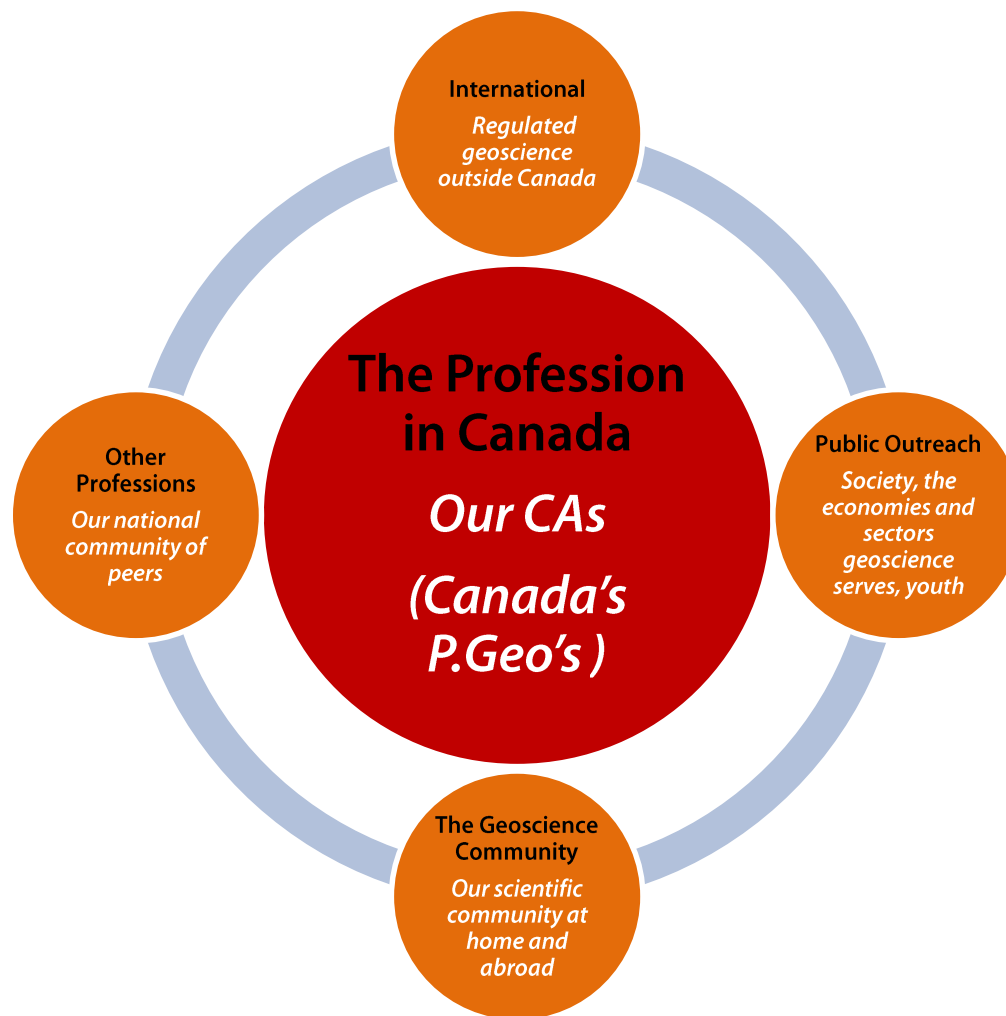 International
Regulated
geoscience
outside Canada
The Profession
in Canada
Our CAs
(Canada's
P.Geo's )
Other
Professions
Our national
community of
peers
Public Outreach
Society, the
economies and
sectors
geoscience
serves, youth
The Geoscience
Community
Our scientific
community at
home and
abroad